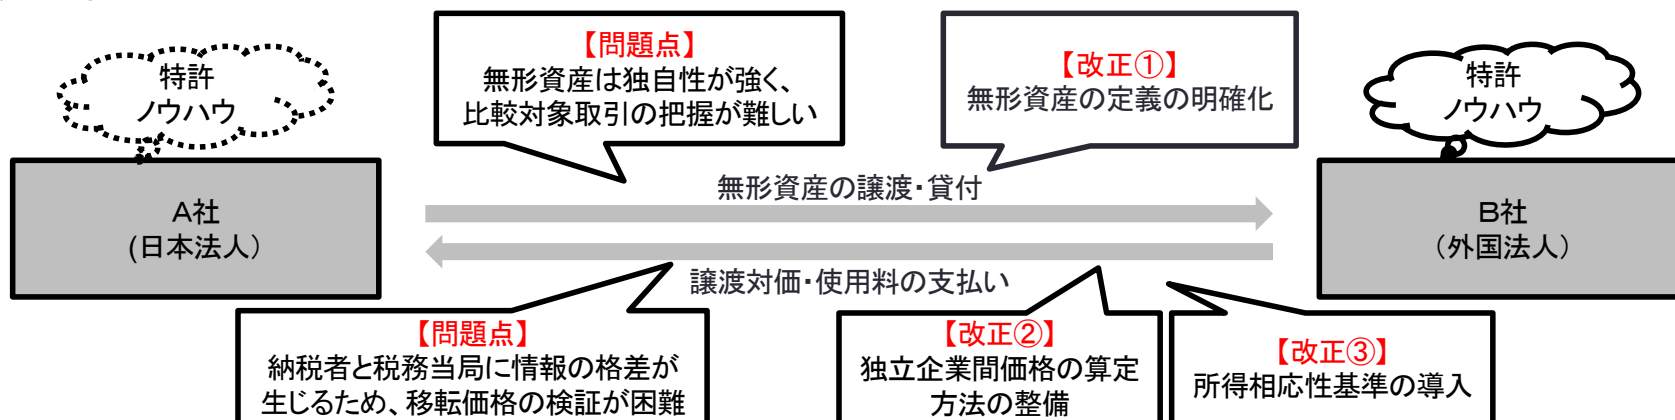 特許
ノウハウ
【問題点】
無形資産は独自性が強く、
比較対象取引の把握が難しい
【改正①】
無形資産の定義の明確化
特許
ノウハウ
A社
(日本法人）
無形資産の譲渡・貸付
譲渡対価・使用料の支払い
B社
（外国法人）
【問題点】
納税者と税務当局に情報の格差が
生じるため、移転価格の検証が困難
【改正②】
独立企業間価格の算定
方法の整備
【改正③】
所得相応性基準の導入